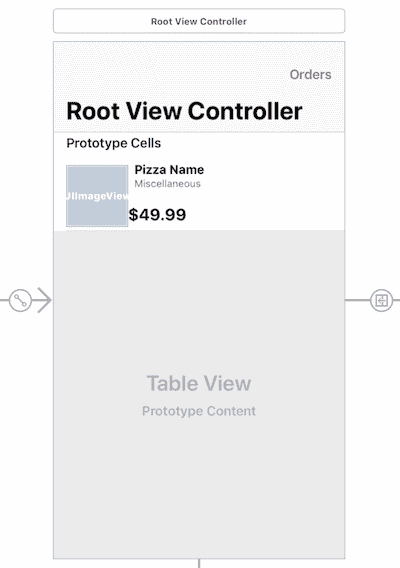 Root View Controller
Orders
Root View Controller
Prototype Cells
Pizza Name
Miscellaneous
UIImageView
$49.99
Table View
Prototype Content